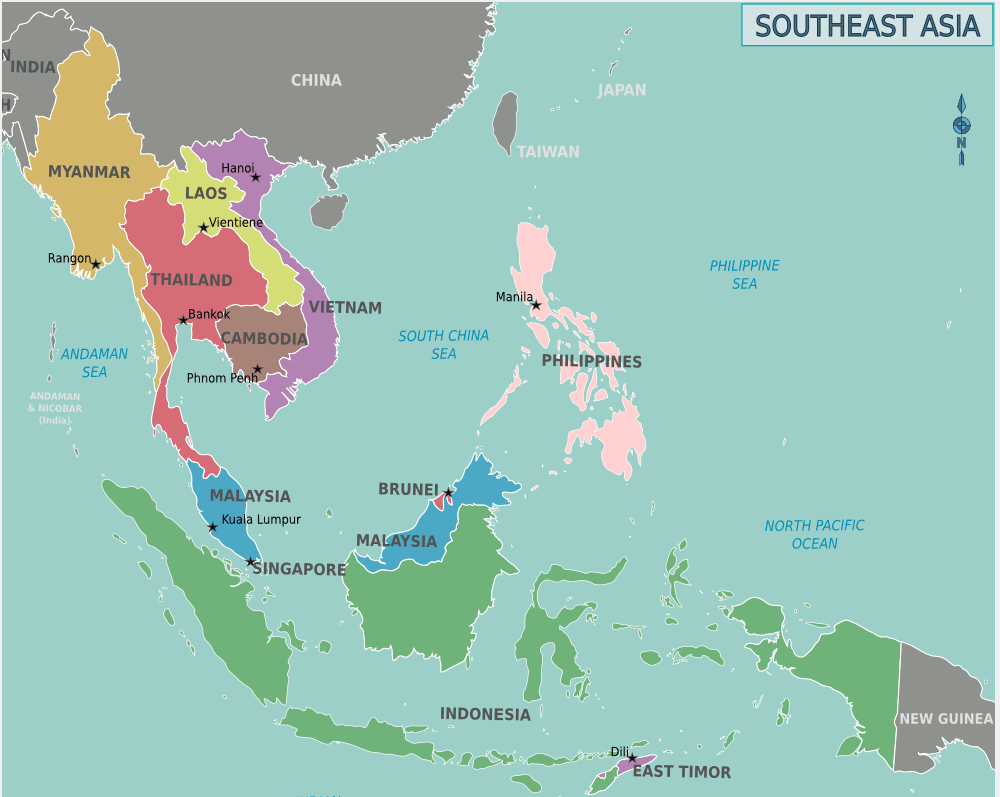 SOUTHEAST ASIA
N
INDIA
H
CHINA
JAPAN
TAIWAN
N
MYANMAR
Hanoi
LAOS
Vientiene
Rangon
THAILAND
Bankok
VIETNAM
CAMBODIA
Phnom Penh
ANDAMAN
SEA
ANDAMAN
& NICOBAR
(India)
SOUTH CHINA
SEA
PHILIPPINE
SEA
Manila
PHILIPPINES
BRUNEI
MALAYSIA
Kuala Lumpur
SINGAPORE
MALAYSIA
NORTH PACIFIC
OCEAN
INDONESIA
NEW GUINEA
Dili
EAST TIMOR